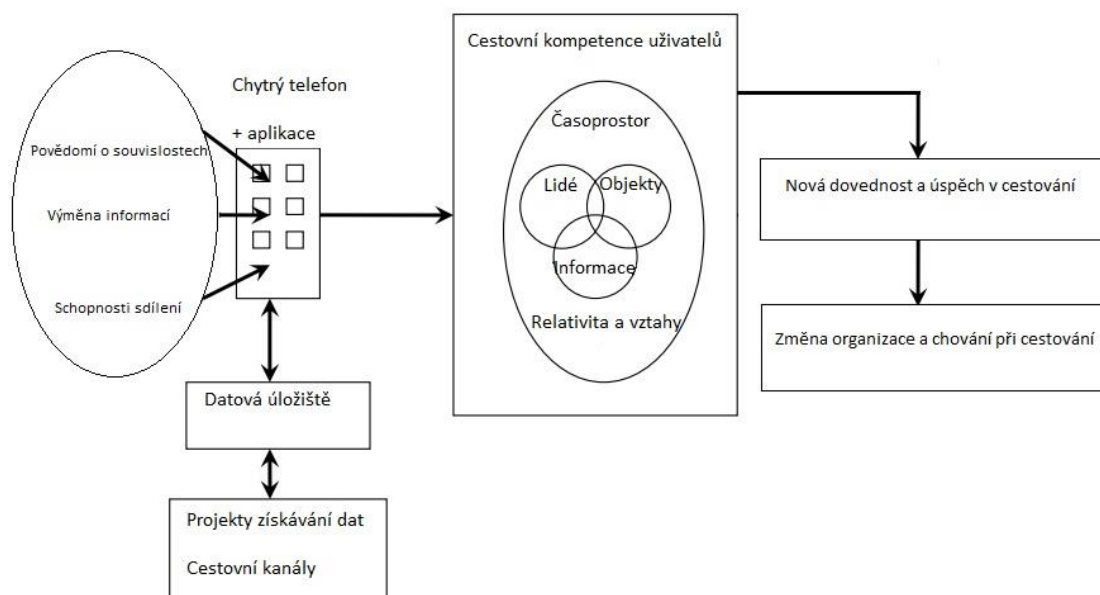 Povědomí o souvislostech
Výměna informací
Schopnosti sdílení
Chytrý telefon
+ aplikace
Datová úložiště
Projekty získávání dat
Cestovní kanály
Cestovní kompetence uživatelů
Časoprostor
Lidé
Objekty
Informace
Relativita a vztahy
Nová dovednost a úspěch v cestování
Změna organizace a chování při cestování